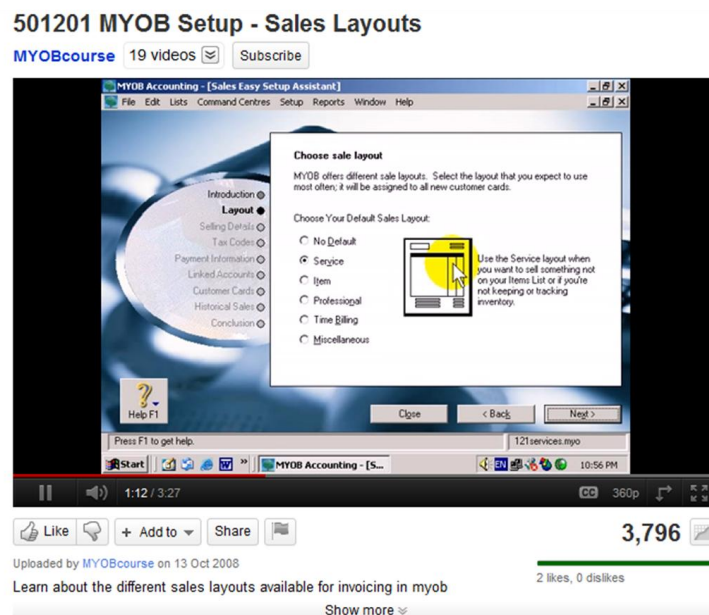 501201 MYOB Setup - Sales Layouts
MYOBcourse 19 videos Subscribe
MYOB Accounting - [Sales Easy Setup Assistant]
File Edit Lists Command Centres Setup Reports Window Help
Introduction
Layout
Selling Details
Tax Codes
Payment Information
Linked Accounts
Customer Cards
Historical Sales
Conclusion
Choose sale layout
MYOB offers different sale layouts. Select the layout that you expect to use
most often; it will be assigned to all new customer cards.
Choose Your Default Sales Layout:
No Default
Service
Item
Professional
Time Billing
Miscellaneous
Use the Service layout when
you want to sell something not
on your Items List or if you're
not keeping or tracking
inventory.
Help F1
Close < Back Next >
Press F1 to get help. 121services.myo
Start » MYOB Accounting - [S... EN 10:56 PM
1:12 / 3:27 CC 360p
Like + Add to Share 3,796
Uploaded by MYOBcourse on 13 Oct 2008
2 likes, 0 dislikes
Learn about the different sales layouts available for invoicing in myob
Show more